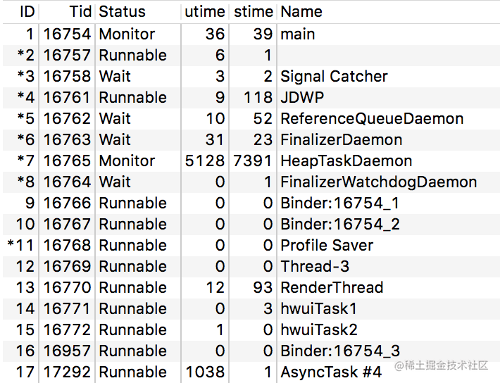 ID Tid Status utime stime Name
1 16754 Monitor 36 39 main
*2 16757 Runnable 6 1
*3 16758 Wait 3 2 Signal Catcher
*4 16761 Runnable 9 118 JDWP
*5 16762 Wait 10 52 ReferenceQueueDaemon
*6 16763 Wait 31 23 FinalizerDaemon
*7 16765 Monitor 5128 7391 HeapTaskDaemon
*8 16764 Wait 0 1 FinalizerWatchdogDaemon
9 16766 Runnable 0 0 Binder:16754_1
10 16767 Runnable 0 0 Binder:16754_2
*11 16768 Runnable 0 0 Profile Saver
12 16769 Runnable 0 0 Thread-3
13 16770 Runnable 12 93 RenderThread
14 16771 Runnable 0 3 hwuiTask1
15 16772 Runnable 1 0 hwuiTask2
16 16957 Runnable 0 0 Binder:16754_3
17 17292 Runnable 1038 1 AsyncTask #4
@稀土掘金技术社区